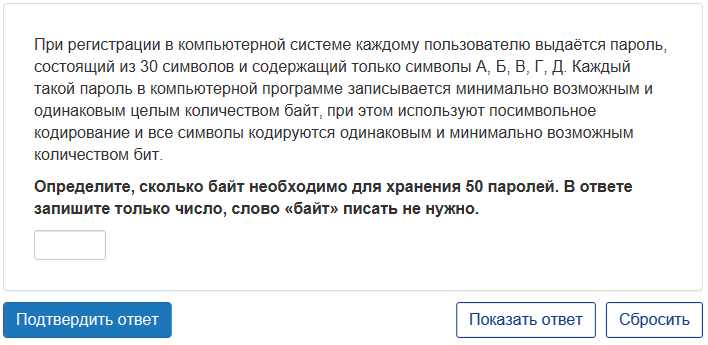 При регистрации в компьютерной системе каждому пользователю выдаётся пароль,
состоящий из 30 символов и содержащий только символы А, Б, В, Г, Д. Каждый
такой пароль в компьютерной программе записывается минимально возможным и
одинаковым целым количеством байт, при этом используют посимвольное
кодирование и все символы кодируются одинаковым и минимально возможным
количеством бит.
Определите, сколько байт необходимо для хранения 50 паролей. В ответе
запишите только число, слово «байт» писать не нужно.
Подтвердить ответ Показать ответ Сбросить